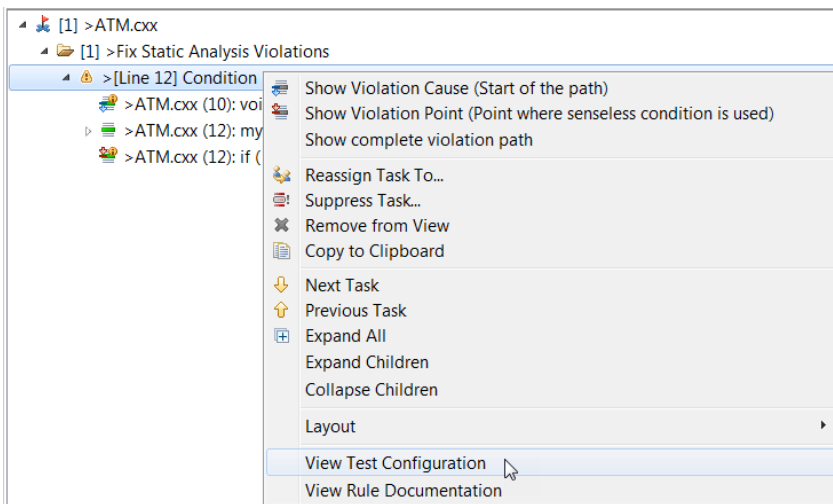 [1] >ATM.cxx
[1] >Fix Static Analysis Violations
>[Line 12] Condition
>ATM.cxx (10): voi
>ATM.cxx (12): my
>ATM.cxx (12): if (
Show Violation Cause (Start of the path)
Show Violation Point (Point where senseless condition is used)
Show complete violation path
Reassign Task To...
Suppress Task...
Remove from View
Copy to Clipboard
Next Task
Previous Task
Expand All
Expand Children
Collapse Children
Layout
View Test Configuration
View Rule Documentation